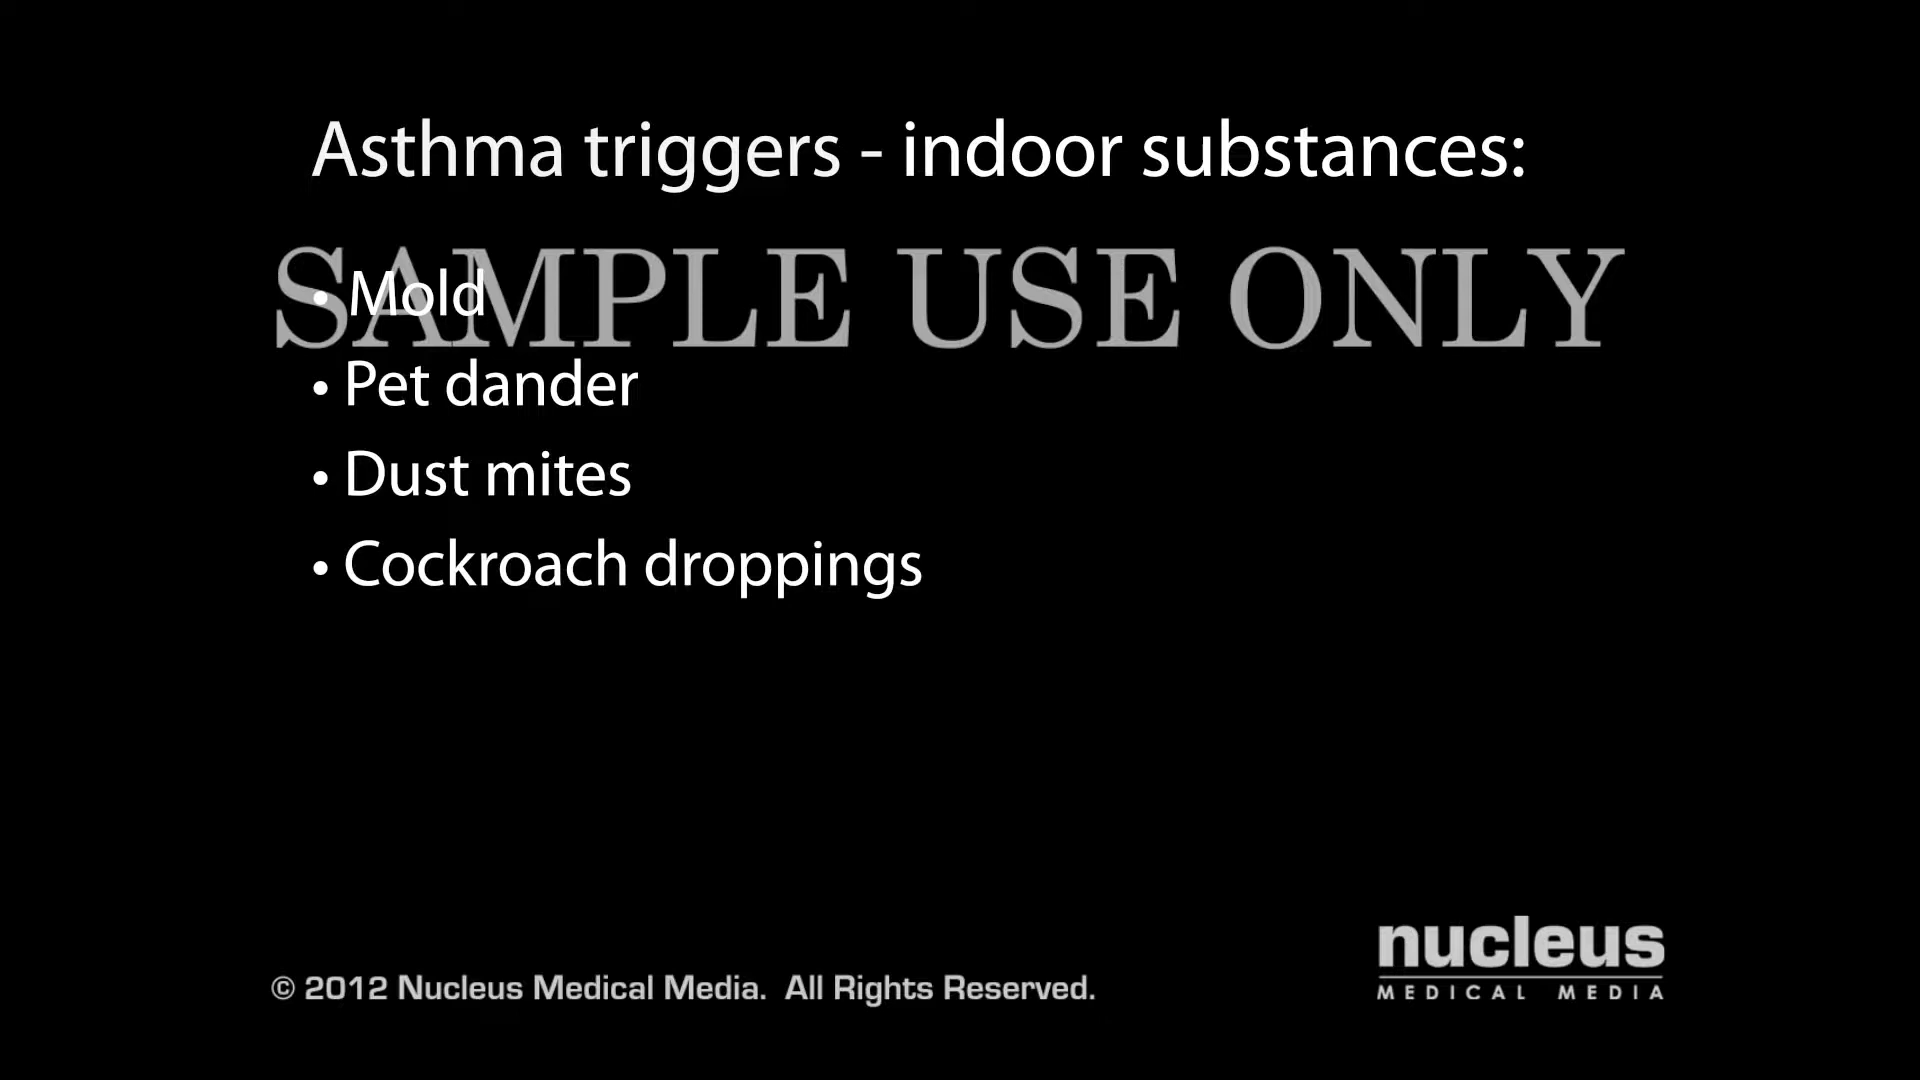 Asthma triggers - indoor substances:
SAMPLE USE ONLY
• Mold
• Pet dander
• Dust mites
• Cockroach droppings
nucleus
MEDICAL MEDIA
© 2012 Nucleus Medical Media. All Rights Reserved.